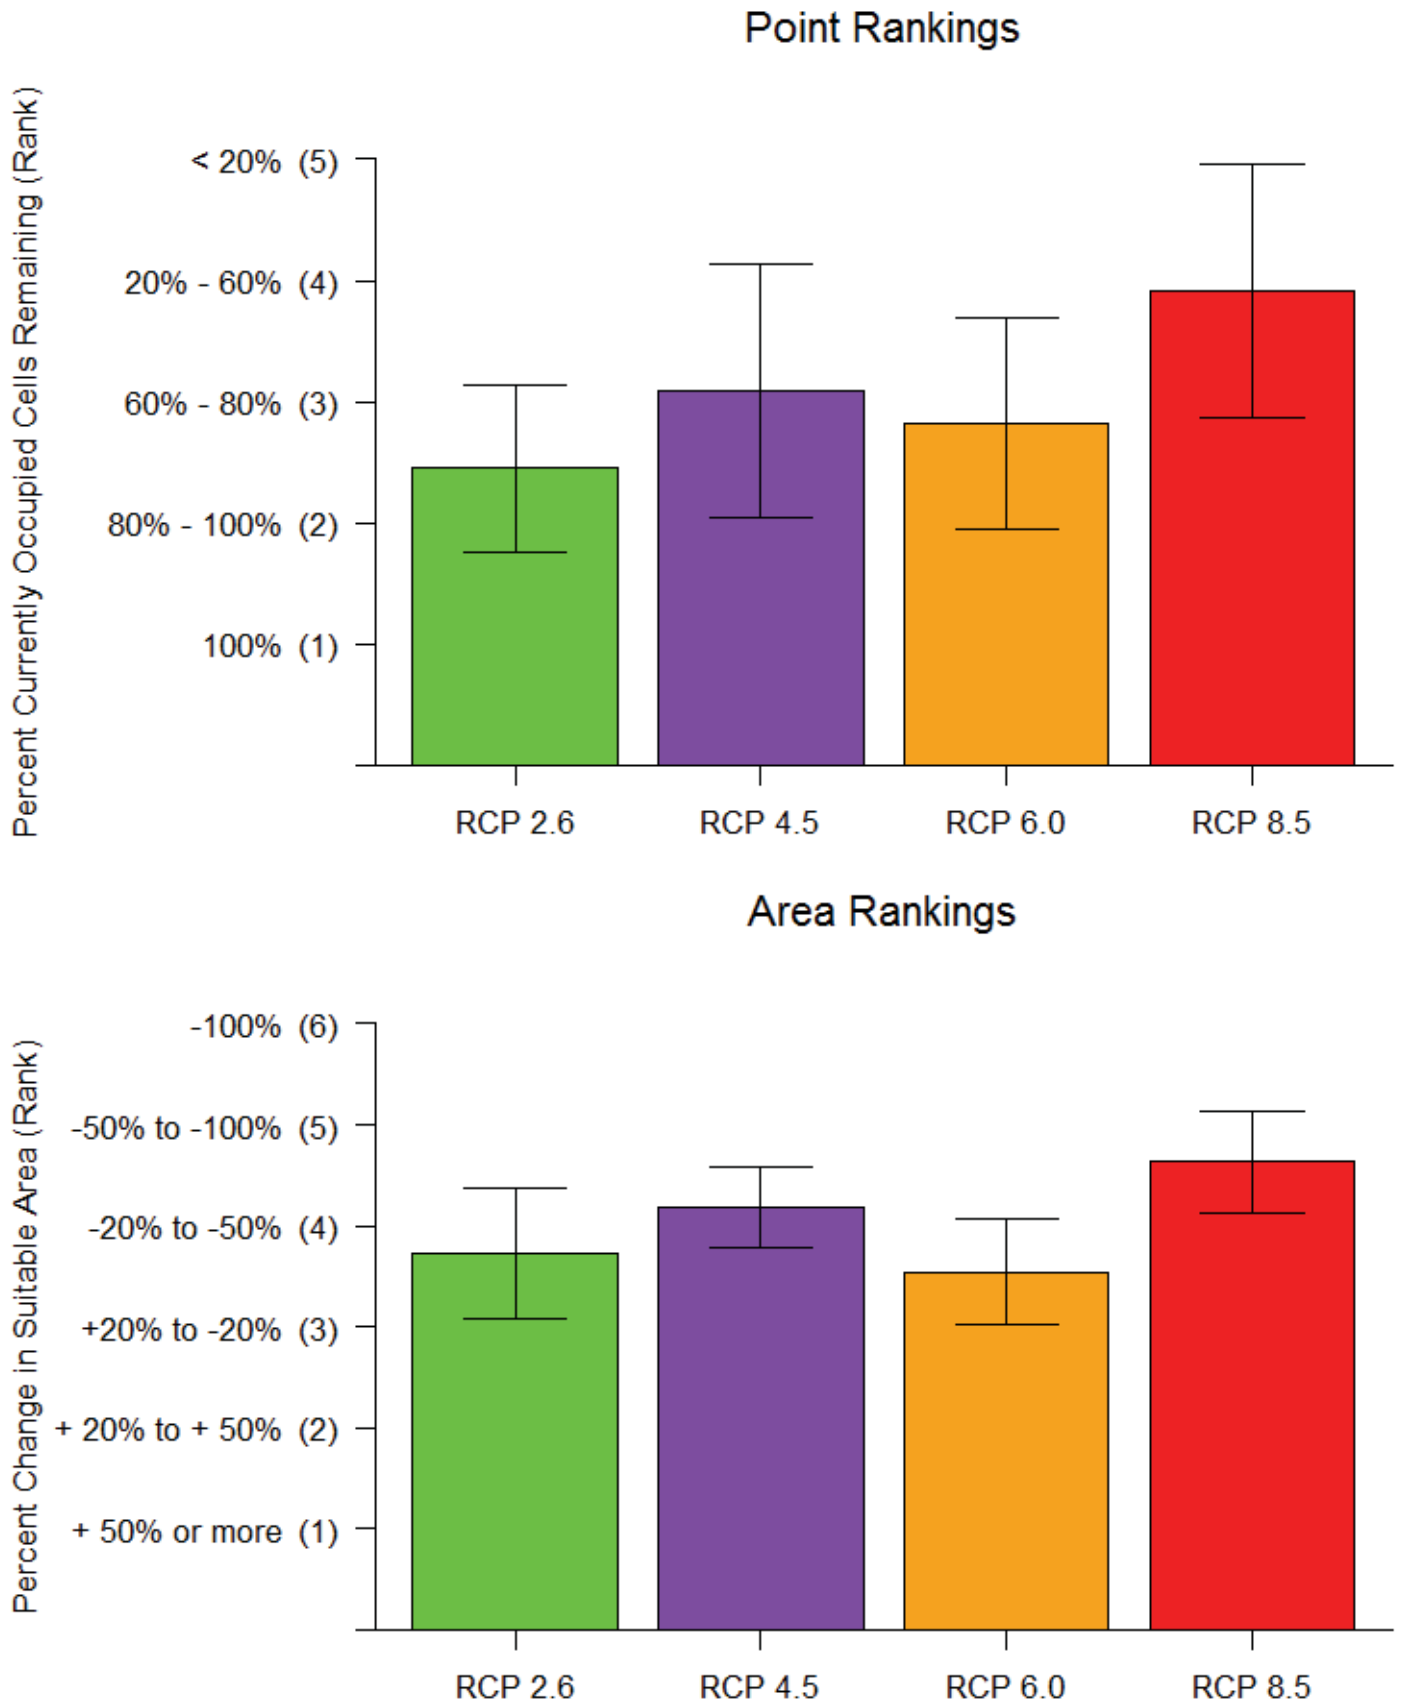 Point Rankings
Percent Currently Occupied Cells Remaining (Rank)
< 20% (5)
20% - 60% (4)
60% - 80% (3)
80% - 100% (2)
100% (1)
RCP 2.6
RCP 4.5
RCP 6.0
RCP 8.5
Area Rankings
Percent Change in Suitable Area (Rank)
-100% (6)
-50% to -100% (5)
-20% to -50% (4)
+20% to -20% (3)
+ 20% to + 50% (2)
+ 50% or more (1)
RCP 2.6
RCP 4.5
RCP 6.0
RCP 8.5